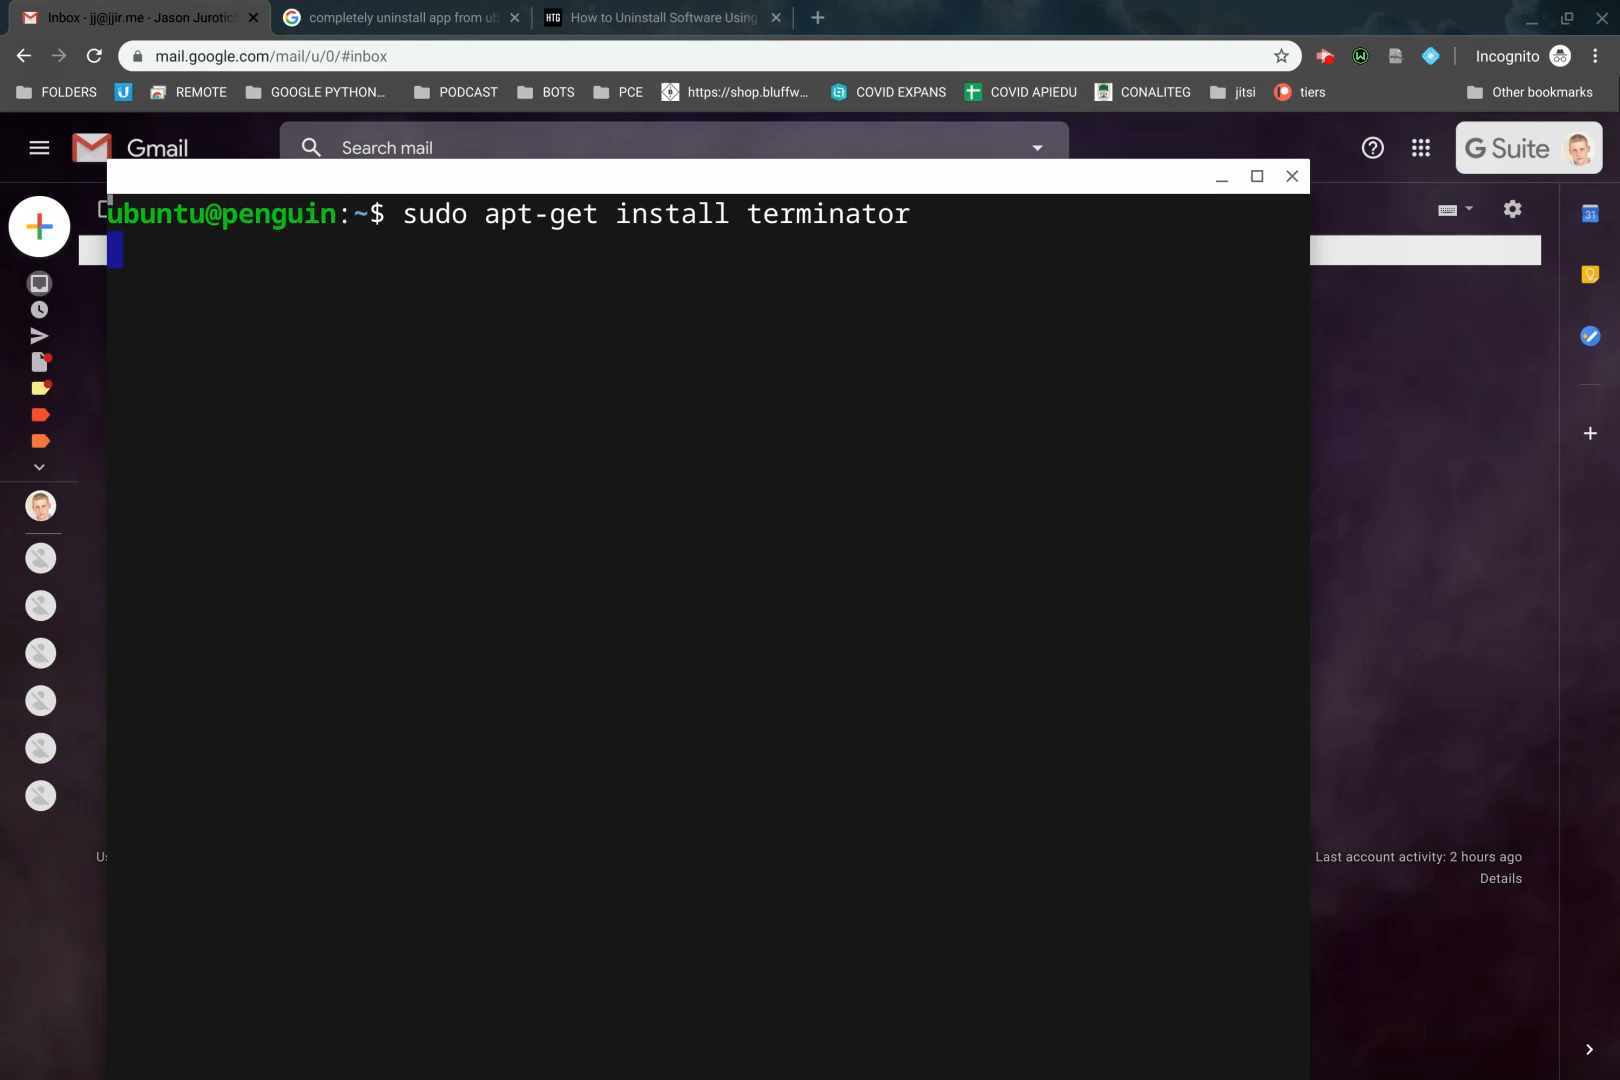 Inbox - jj@jjir.me - Jason Jurotich
completely uninstall app from ub
HTG How to Uninstall Software Using
mail.google.com/mail/u/0/#inbox
Incognito
FOLDERS
REMOTE
GOOGLE PYTHON...
PODCAST
BOTS
PCE
https://shop.bluffw...
COVID EXPANS
COVID APIEDU
CONALITEG
jitsi
tiers
Other bookmarks
Gmail
Search mail
G Suite
ubuntu@penguin:~$ sudo apt-get install terminator
31
Last account activity: 2 hours ago
Details